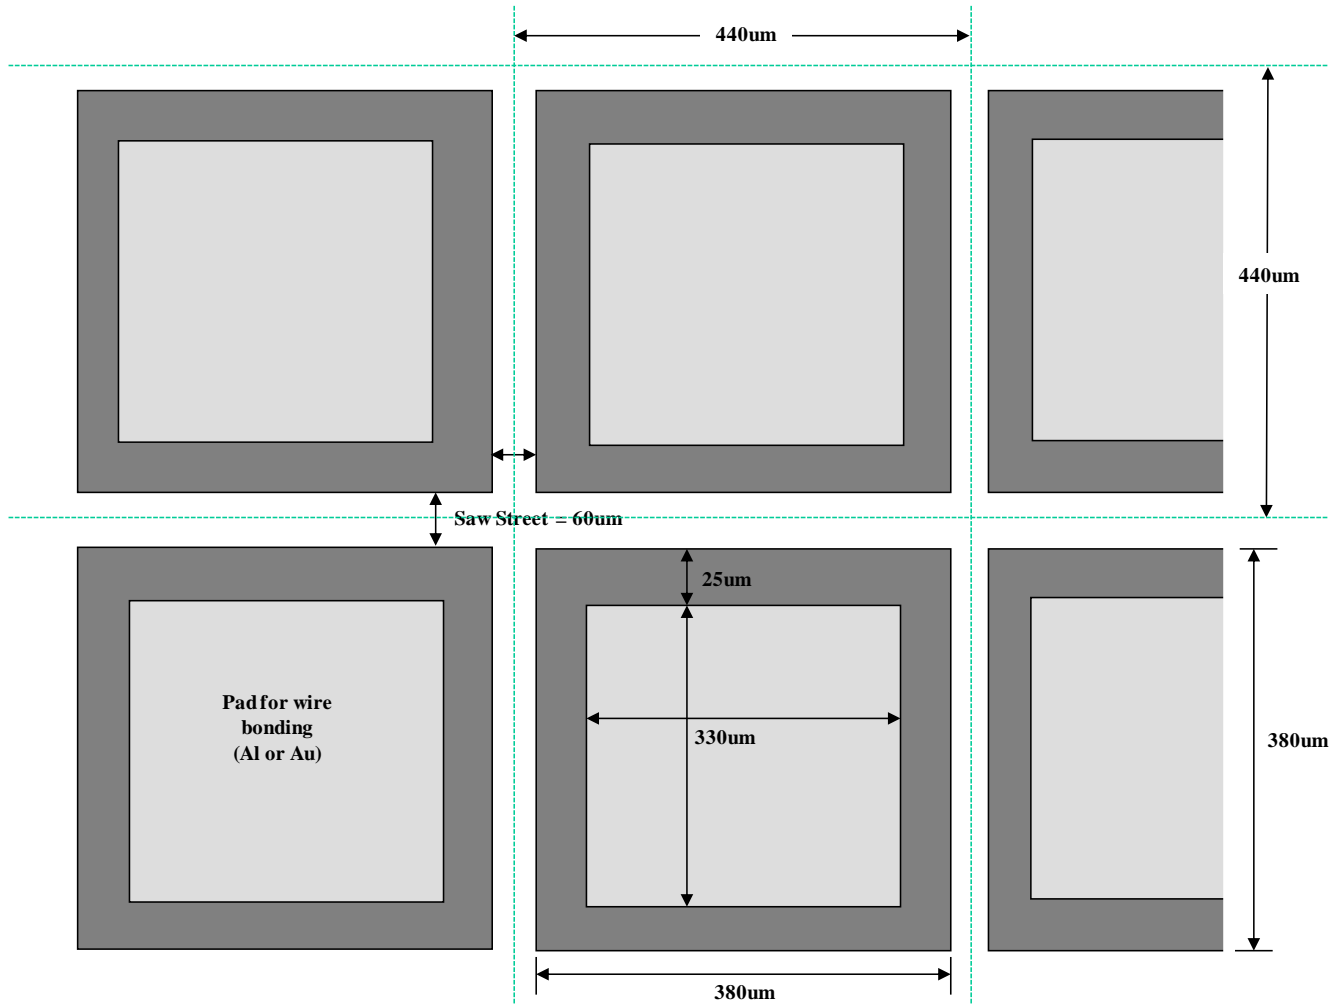 440um
440um
Saw Street = 60um
25um
Pad for wire
bonding
(Al or Au)
330um
380um
380um